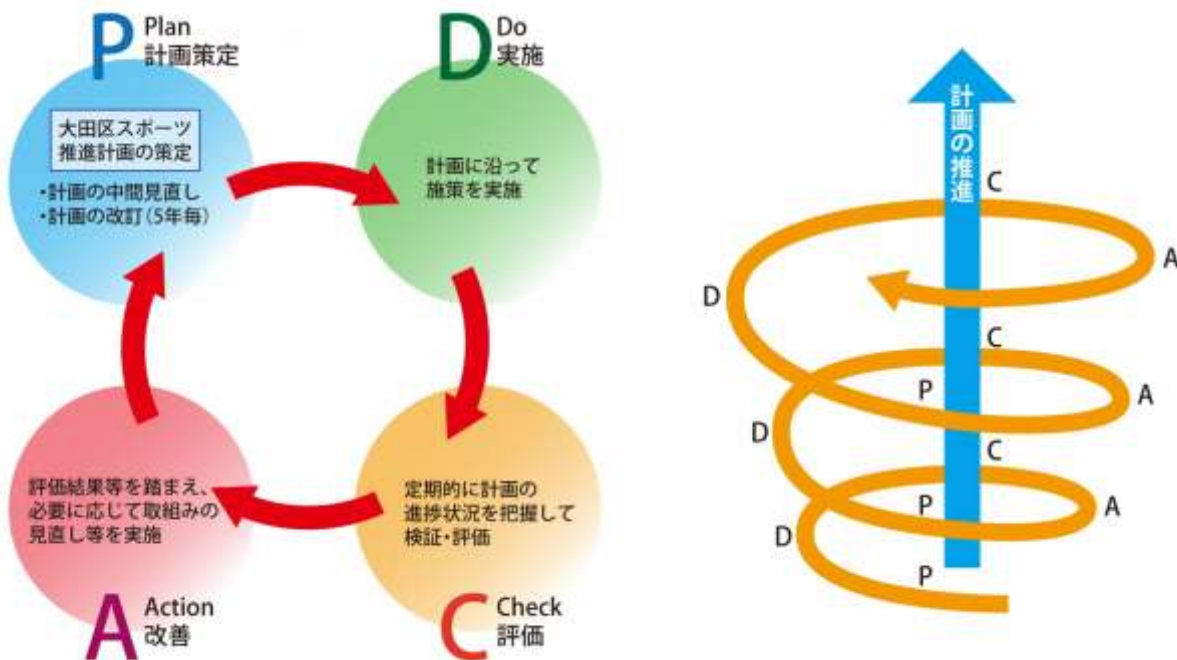 P Plan
計画策定
大田区スポーツ
推進計画の策定
・計画の中間見直し
・計画の改訂(5年毎)
D Do
実施
計画に沿って
施策を実施
評価結果等を踏まえ、
必要に応じて取組みの
見直し等を実施
A Action
改善
定期的に計画の
進捗状況を把握して
検証・評価
C Check
評価
計画の推進
C
A
D
C
P
A
D
C
P
A
D
P